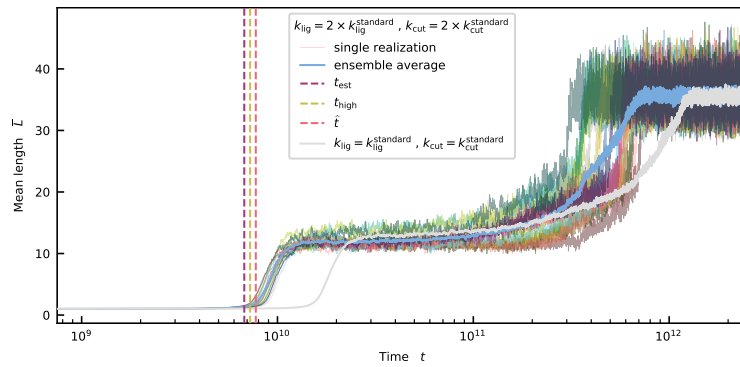 k_lig = 2 × k_lig^standard , k_cut = 2 × k_cut^standard
single realization
ensemble average
t_est
t_high
t̂
k_lig = k_lig^standard , k_cut = k_cut^standard
Mean length L̅
40
30
20
10
0
10^9
10^10
10^11
10^12
Time t